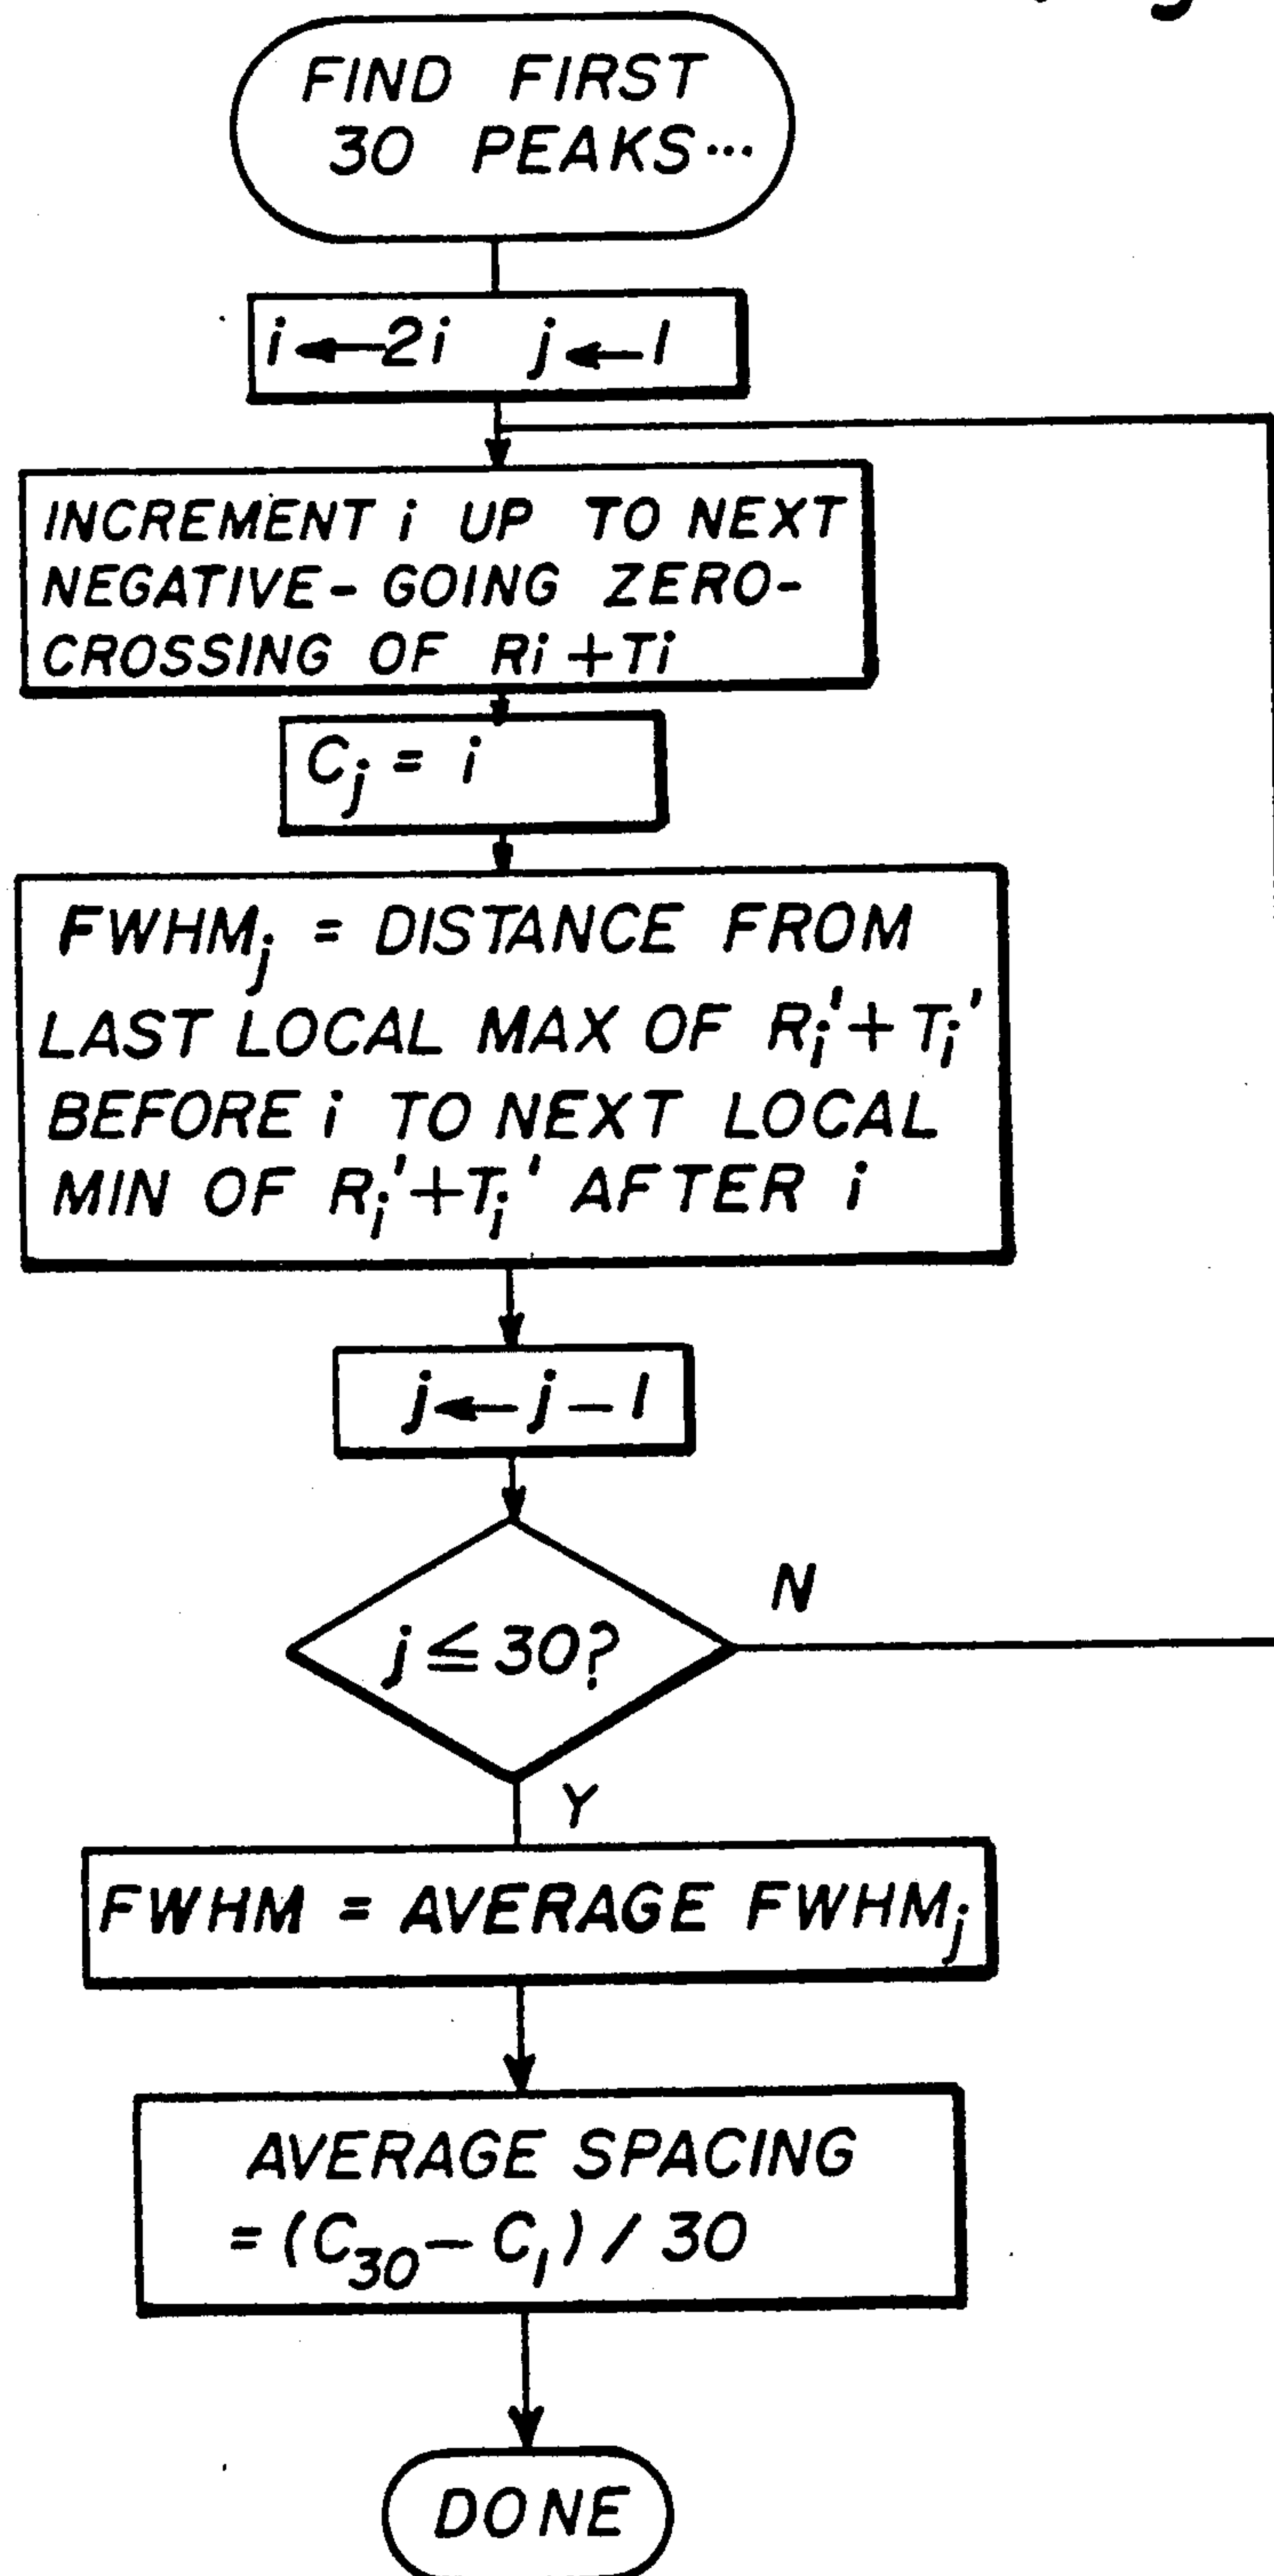 FIND FIRST
30 PEAKS...
i←2i j←1
INCREMENT i UP TO NEXT
NEGATIVE-GOING ZERO-
CROSSING OF Ri+Ti
Cj = i
FWHMj = DISTANCE FROM
LAST LOCAL MAX OF Ri'+Ti'
BEFORE i TO NEXT LOCAL
MIN OF Ri'+Ti' AFTER i
j←j-1
j≤30?
N
Y
FWHM = AVERAGE FWHMj
AVERAGE SPACING
=(C30-C1)/30
DONE